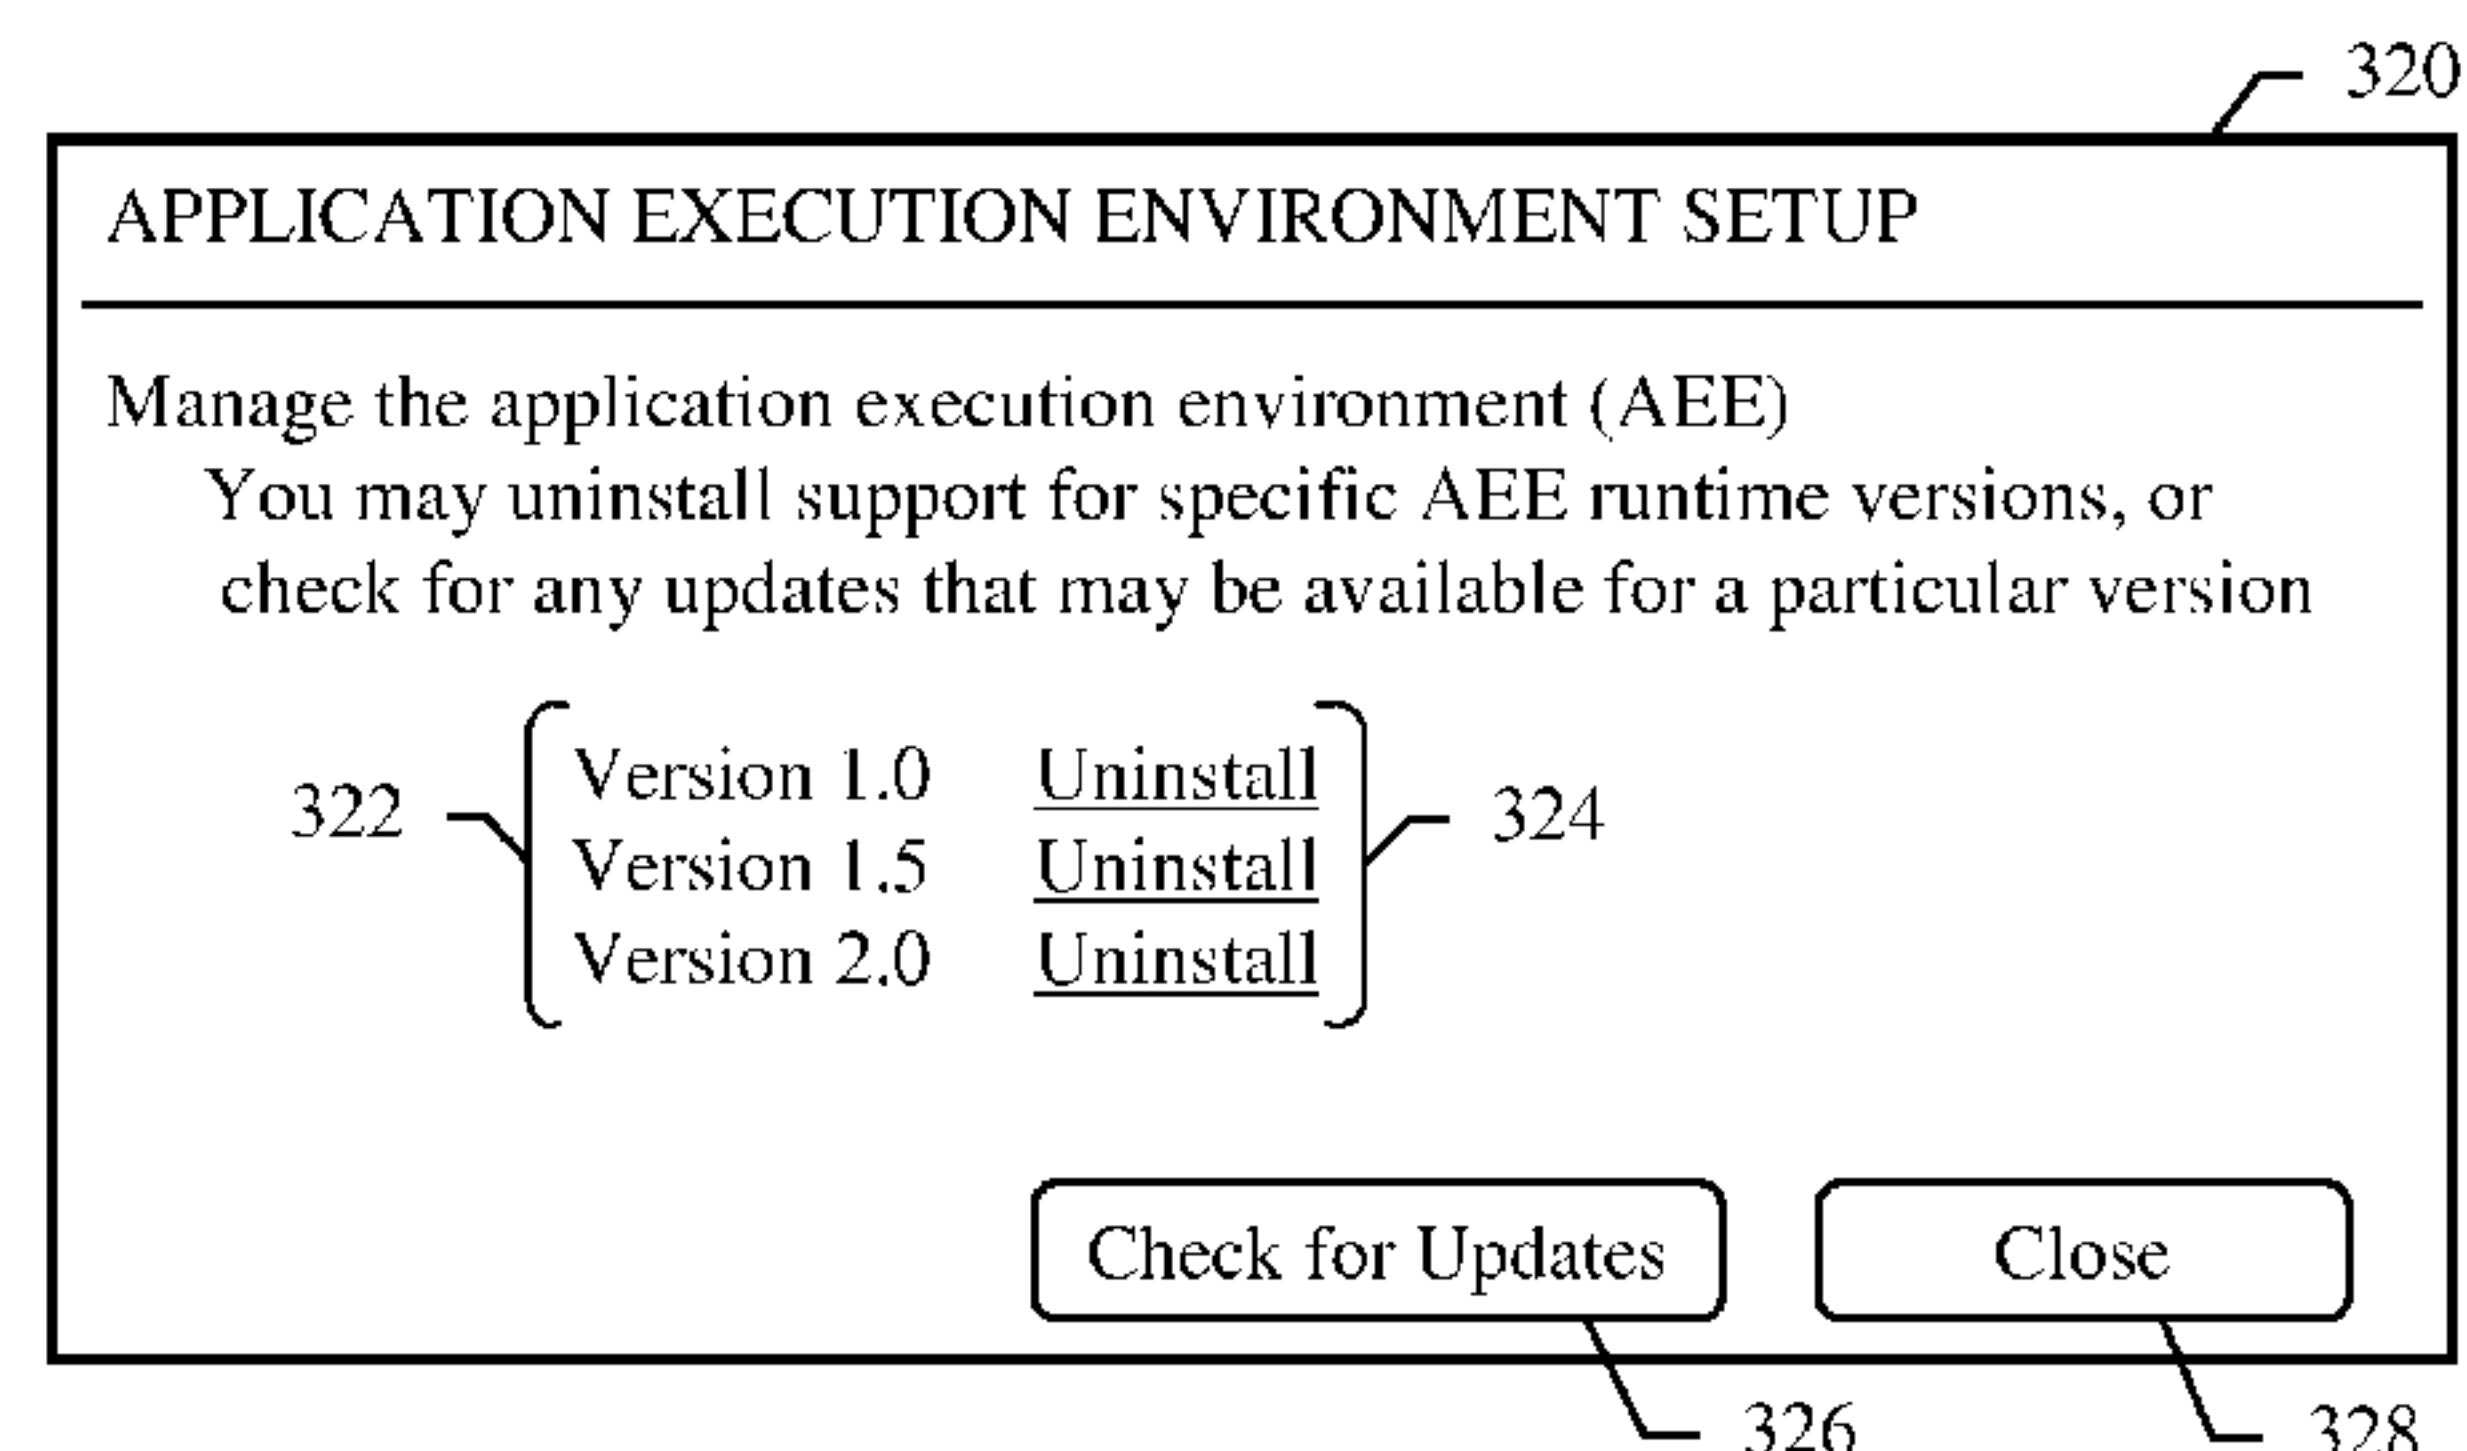 320
APPLICATION EXECUTION ENVIRONMENT SETUP
Manage the application execution environment (AEE)
You may uninstall support for specific AEE runtime versions, or
check for any updates that may be available for a particular version
322
Version 1.0 Uninstall
324
Version 1.5 Uninstall
Version 2.0 Uninstall
Check for Updates
Close
326
328